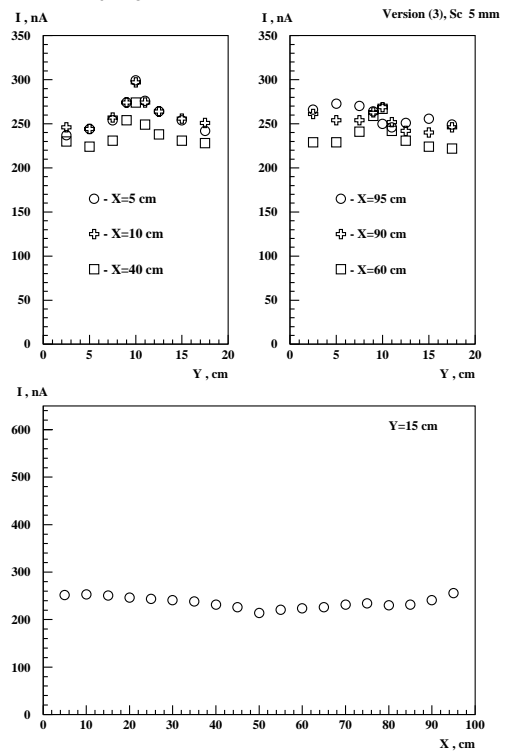 Version (3), Sc 5 mm
I , nA
I , nA
350
300
250
200
150
100
50
0
- X=5 cm
- X=10 cm
- X=40 cm
0 5 10 15 20
Y , cm
350
300
250
200
150
100
50
0
- X=95 cm
- X=90 cm
- X=60 cm
0 5 10 15 20
Y , cm
I , nA
Y=15 cm
600
500
400
300
200
100
0
0 10 20 30 40 50 60 70 80 90 100
X , cm